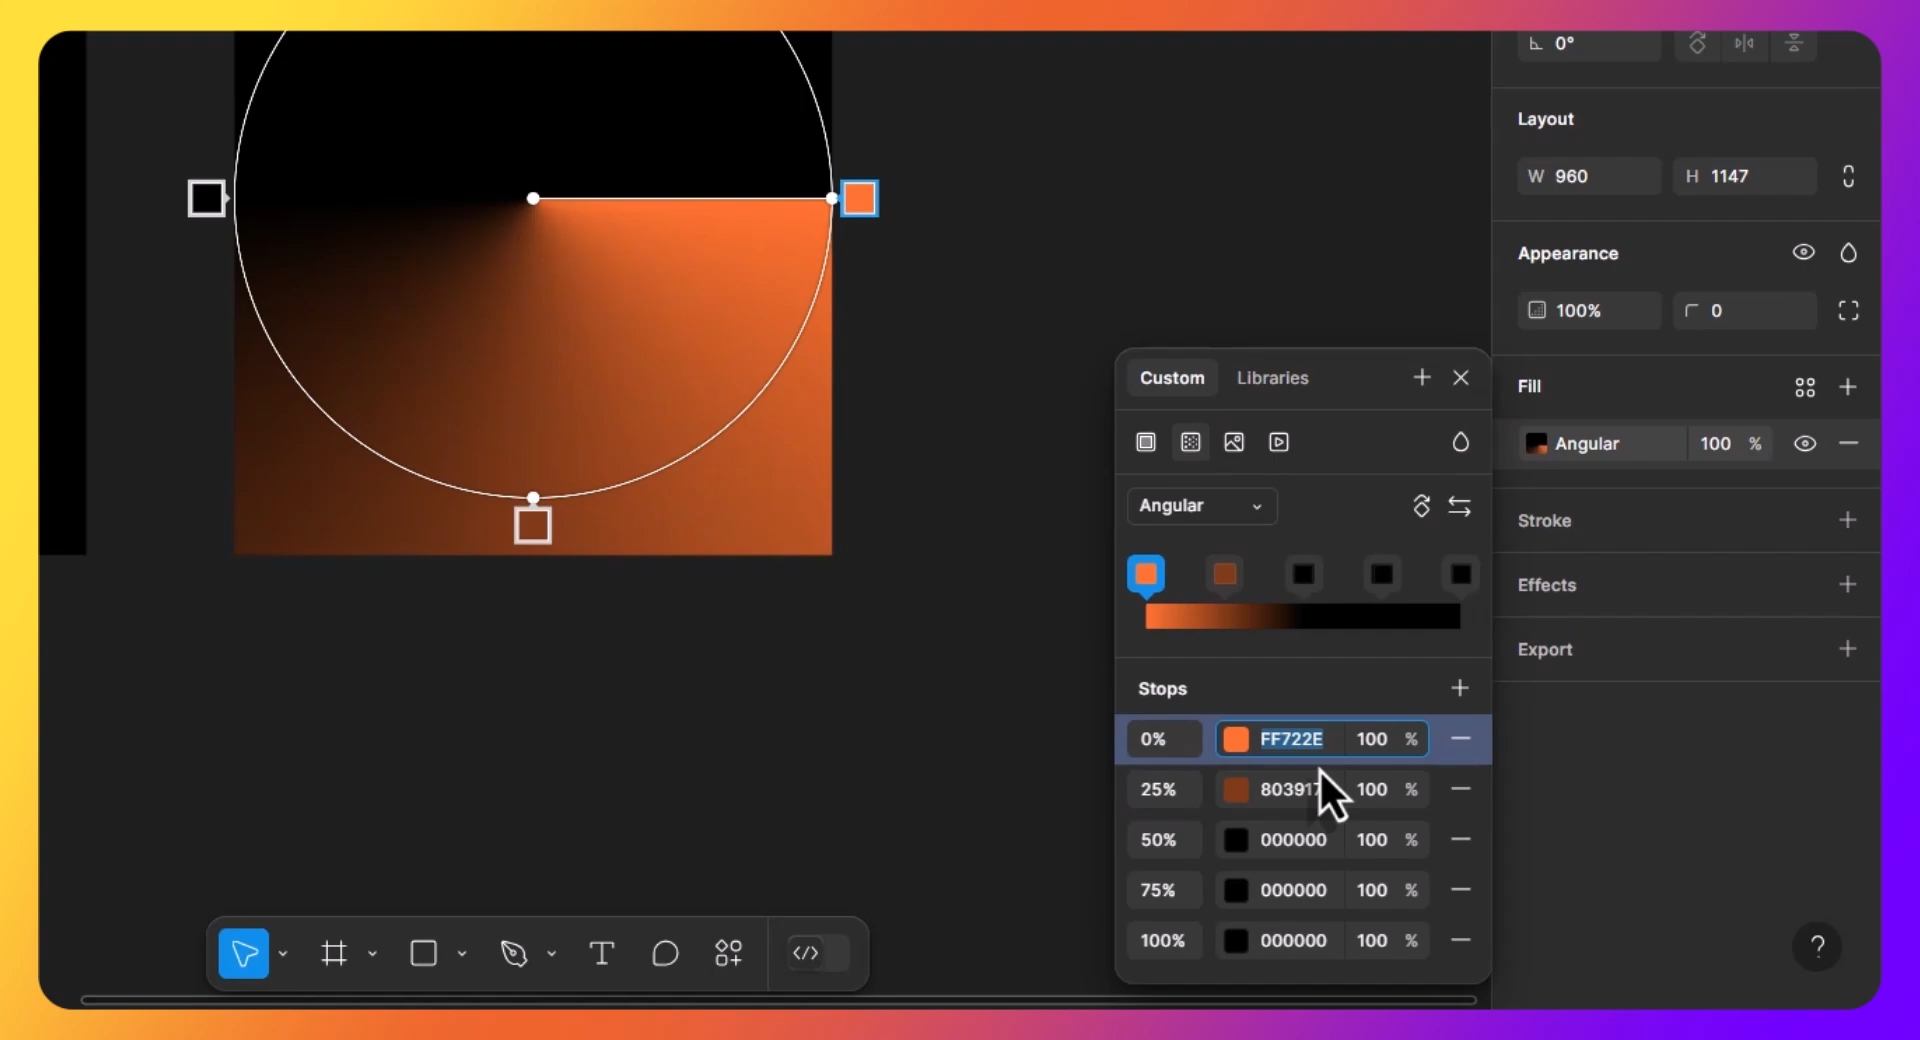 0°
Layout
W 960 H 1147
Appearance
100% 0
Custom Libraries
Fill
Angular 100 %
Angular
Stroke
Effects
Export
Stops
0% FF722E 100 %
25% 803917 100 %
50% 000000 100 %
75% 000000 100 %
100% 000000 100 %
T
</>
?